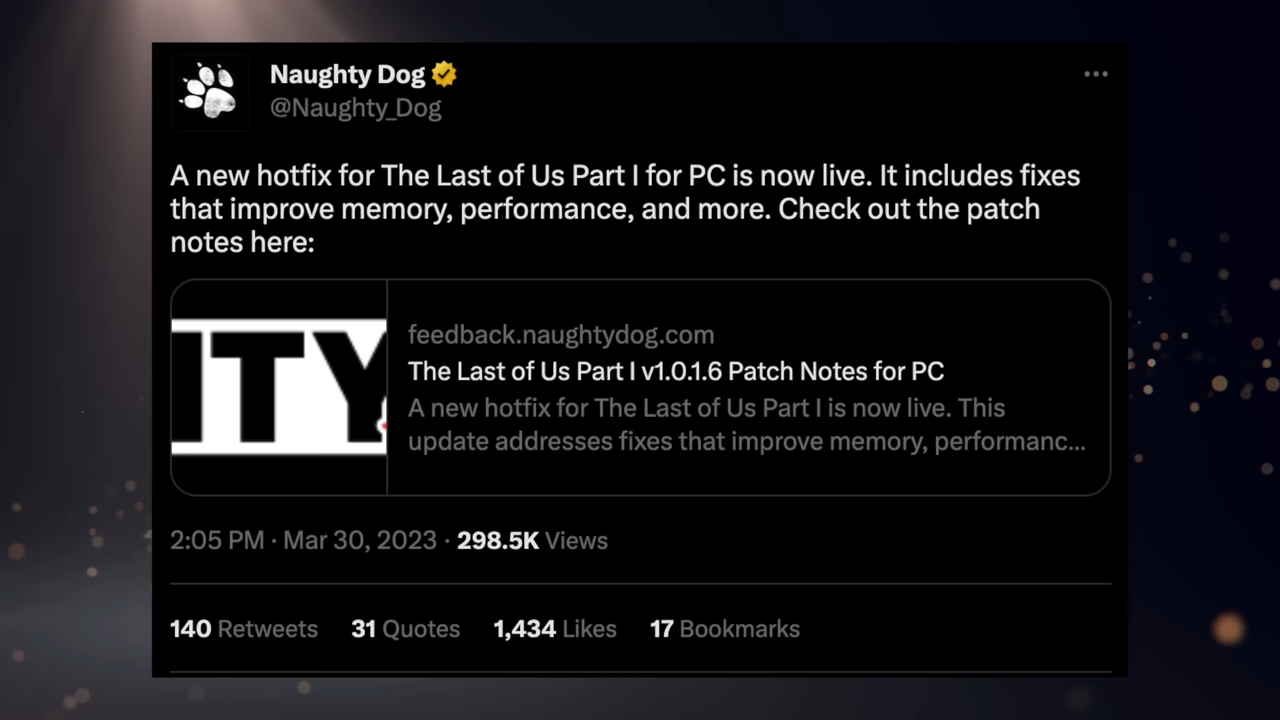 Naughty Dog
@Naughty_Dog
A new hotfix for The Last of Us Part I for PC is now live. It includes fixes
that improve memory, performance, and more. Check out the patch
notes here:
ITY
feedback.naughtydog.com
The Last of Us Part I v1.0.1.6 Patch Notes for PC
A new hotfix for The Last of Us Part I is now live. This
update addresses fixes that improve memory, performanc...
2:05 PM · Mar 30, 2023 · 298.5K Views
140 Retweets 31 Quotes 1,434 Likes 17 Bookmarks